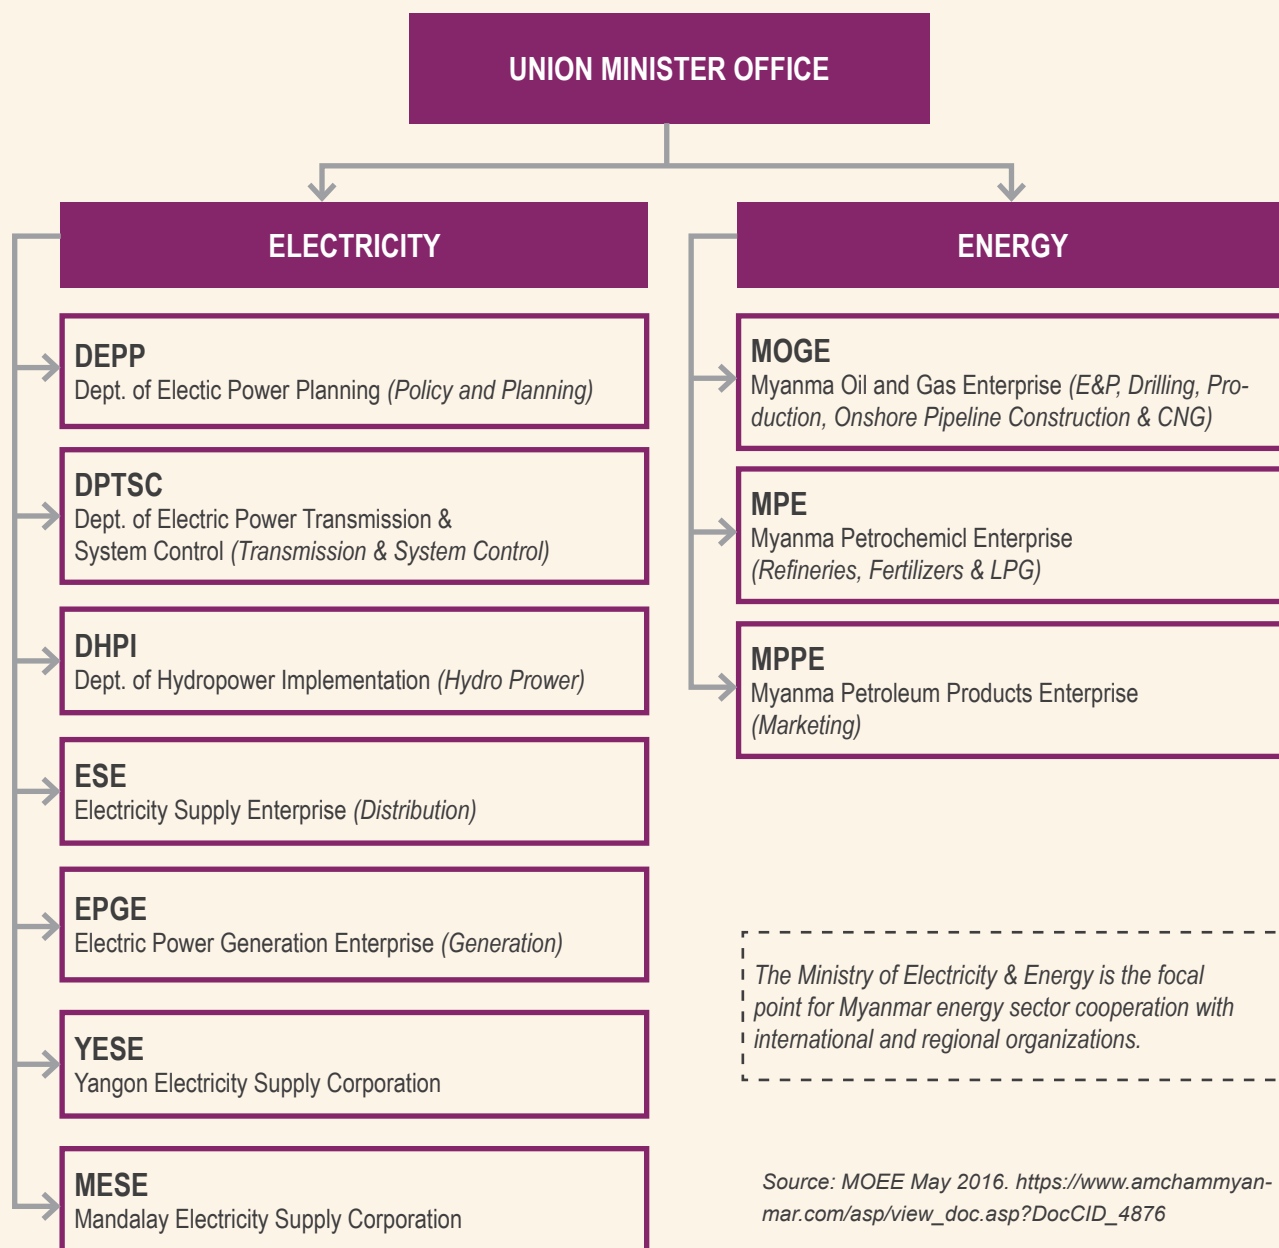 UNION MINISTER OFFICE
ELECTRICITY
DEPP
Dept. of Electic Power Planning (Policy and Planning)
DPTSC
Dept. of Electric Power Transmission &
System Control (Transmission & System Control)
DHPI
Dept. of Hydropower Implementation (Hydro Prower)
ESE
Electricity Supply Enterprise (Distribution)
EPGE
Electric Power Generation Enterprise (Generation)
YESE
Yangon Electricity Supply Corporation
MESE
Mandalay Electricity Supply Corporation
ENERGY
MOGE
Myanma Oil and Gas Enterprise (E&P, Drilling, Pro-
duction, Onshore Pipeline Construction & CNG)
MPE
Myanma Petrochemicl Enterprise
(Refineries, Fertilizers & LPG)
MPPE
Myanma Petroleum Products Enterprise
(Marketing)
The Ministry of Electricity & Energy is the focal
point for Myanmar energy sector cooperation with
international and regional organizations.
Source: MOEE May 2016. https://www.amchammyan-
mar.com/asp/view_doc.asp?DocCID_4876